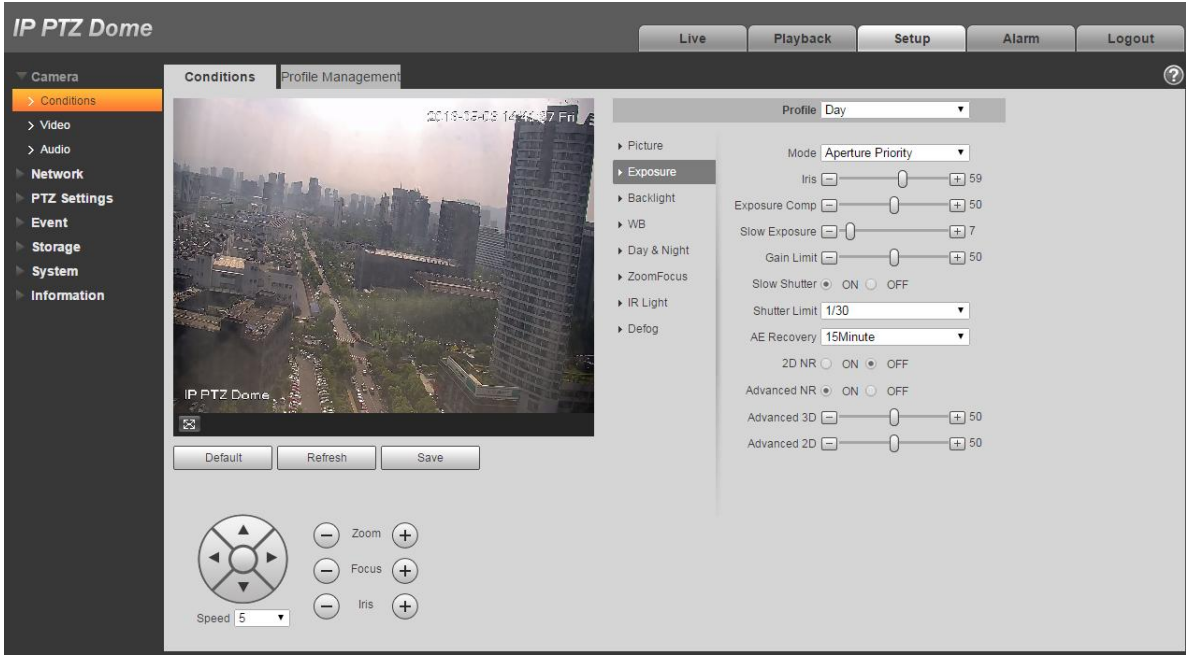 IP PTZ Dome
Live
Playback
Setup
Alarm
Logout
Camera
Conditions
Video
Audio
Network
PTZ Settings
Event
Storage
System
Information
Conditions
Profile Management
Fri
IP PTZ Dome
Default
Refresh
Save
Zoom
Focus
Iris
Speed 5
Profile Day
Picture
Exposure
Backlight
WB
Day & Night
ZoomFocus
IR Light
Defog
Mode Aperture Priority
Iris 59
Exposure Comp 50
Slow Exposure 7
Gain Limit 50
Slow Shutter ON OFF
Shutter Limit 1/30
AE Recovery 15Minute
2D NR ON OFF
Advanced NR ON OFF
Advanced 3D 50
Advanced 2D 50